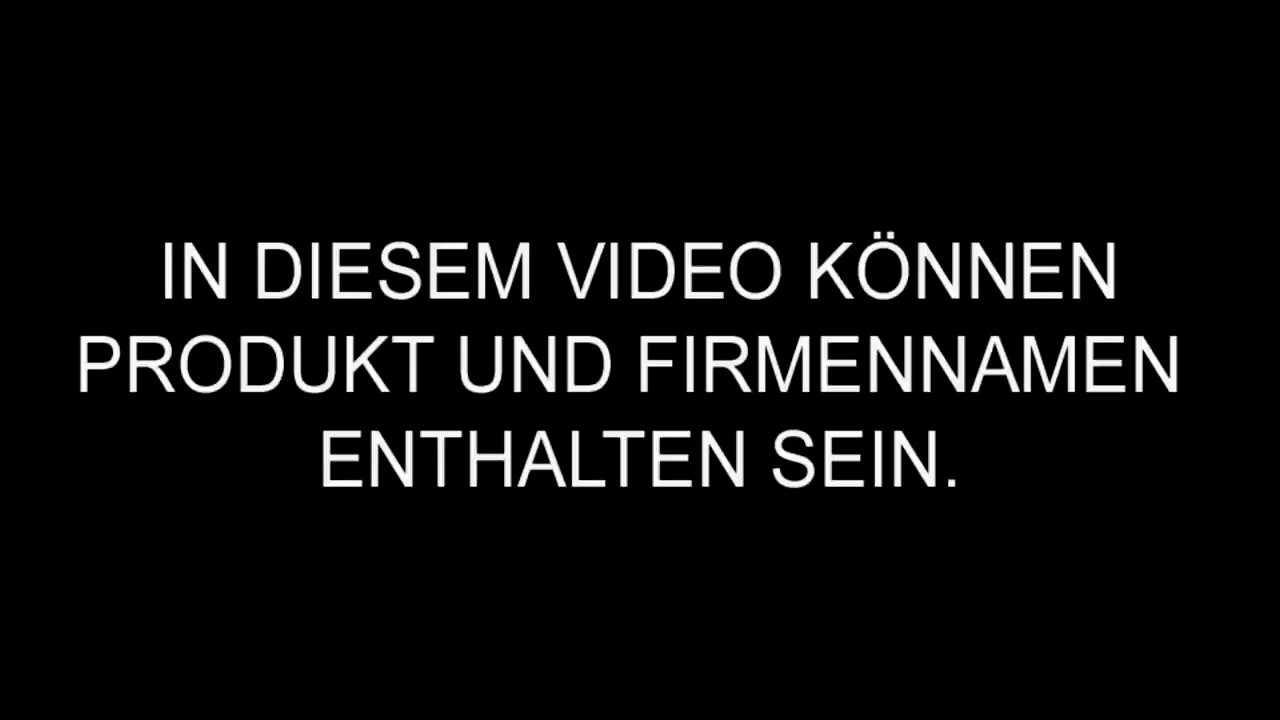 IN DIESEM VIDEO KÖNNEN
PRODUKT UND FIRMENNAMEN
ENTHALTEN SEIN.